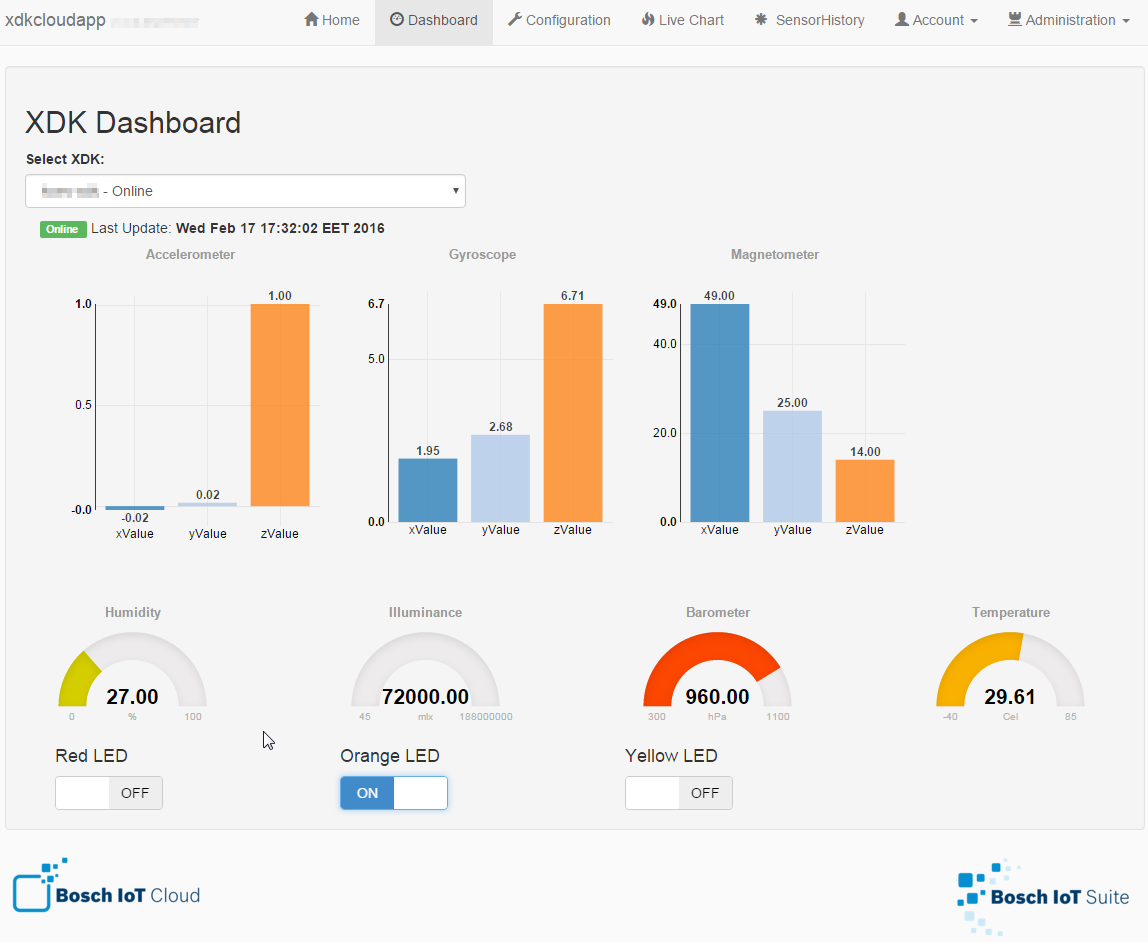 xdkcloudapp
Home Dashboard Configuration Live Chart SensorHistory Account Administration
XDK Dashboard
Select XDK:
- Online
Online Last Update: Wed Feb 17 17:32:02 EET 2016
Accelerometer Gyroscope Magnetometer
1.0
0.5
-0.0
1.00
0.02
-0.02
xValue yValue zValue
6.7
5.0
0.0
6.71
2.68
1.95
xValue yValue zValue
49.0
40.0
20.0
0.0
49.00
25.00
14.00
xValue yValue zValue
Humidity Illuminance Barometer Temperature
27.00 72000.00 960.00 29.61
0 % 100 45 mlx 188000000 300 hPa 1100 -40 Cel 85
Red LED Orange LED Yellow LED
OFF ON OFF
Bosch IoT Cloud Bosch IoT Suite